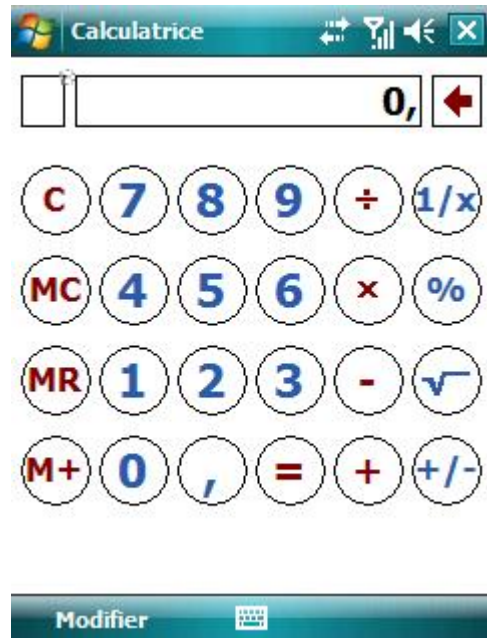 Calculatrice
0,
C 7 8 9 ÷ 1/x
MC 4 5 6 × %
MR 1 2 3 - √
M+ 0 , = + +/-
Modifier